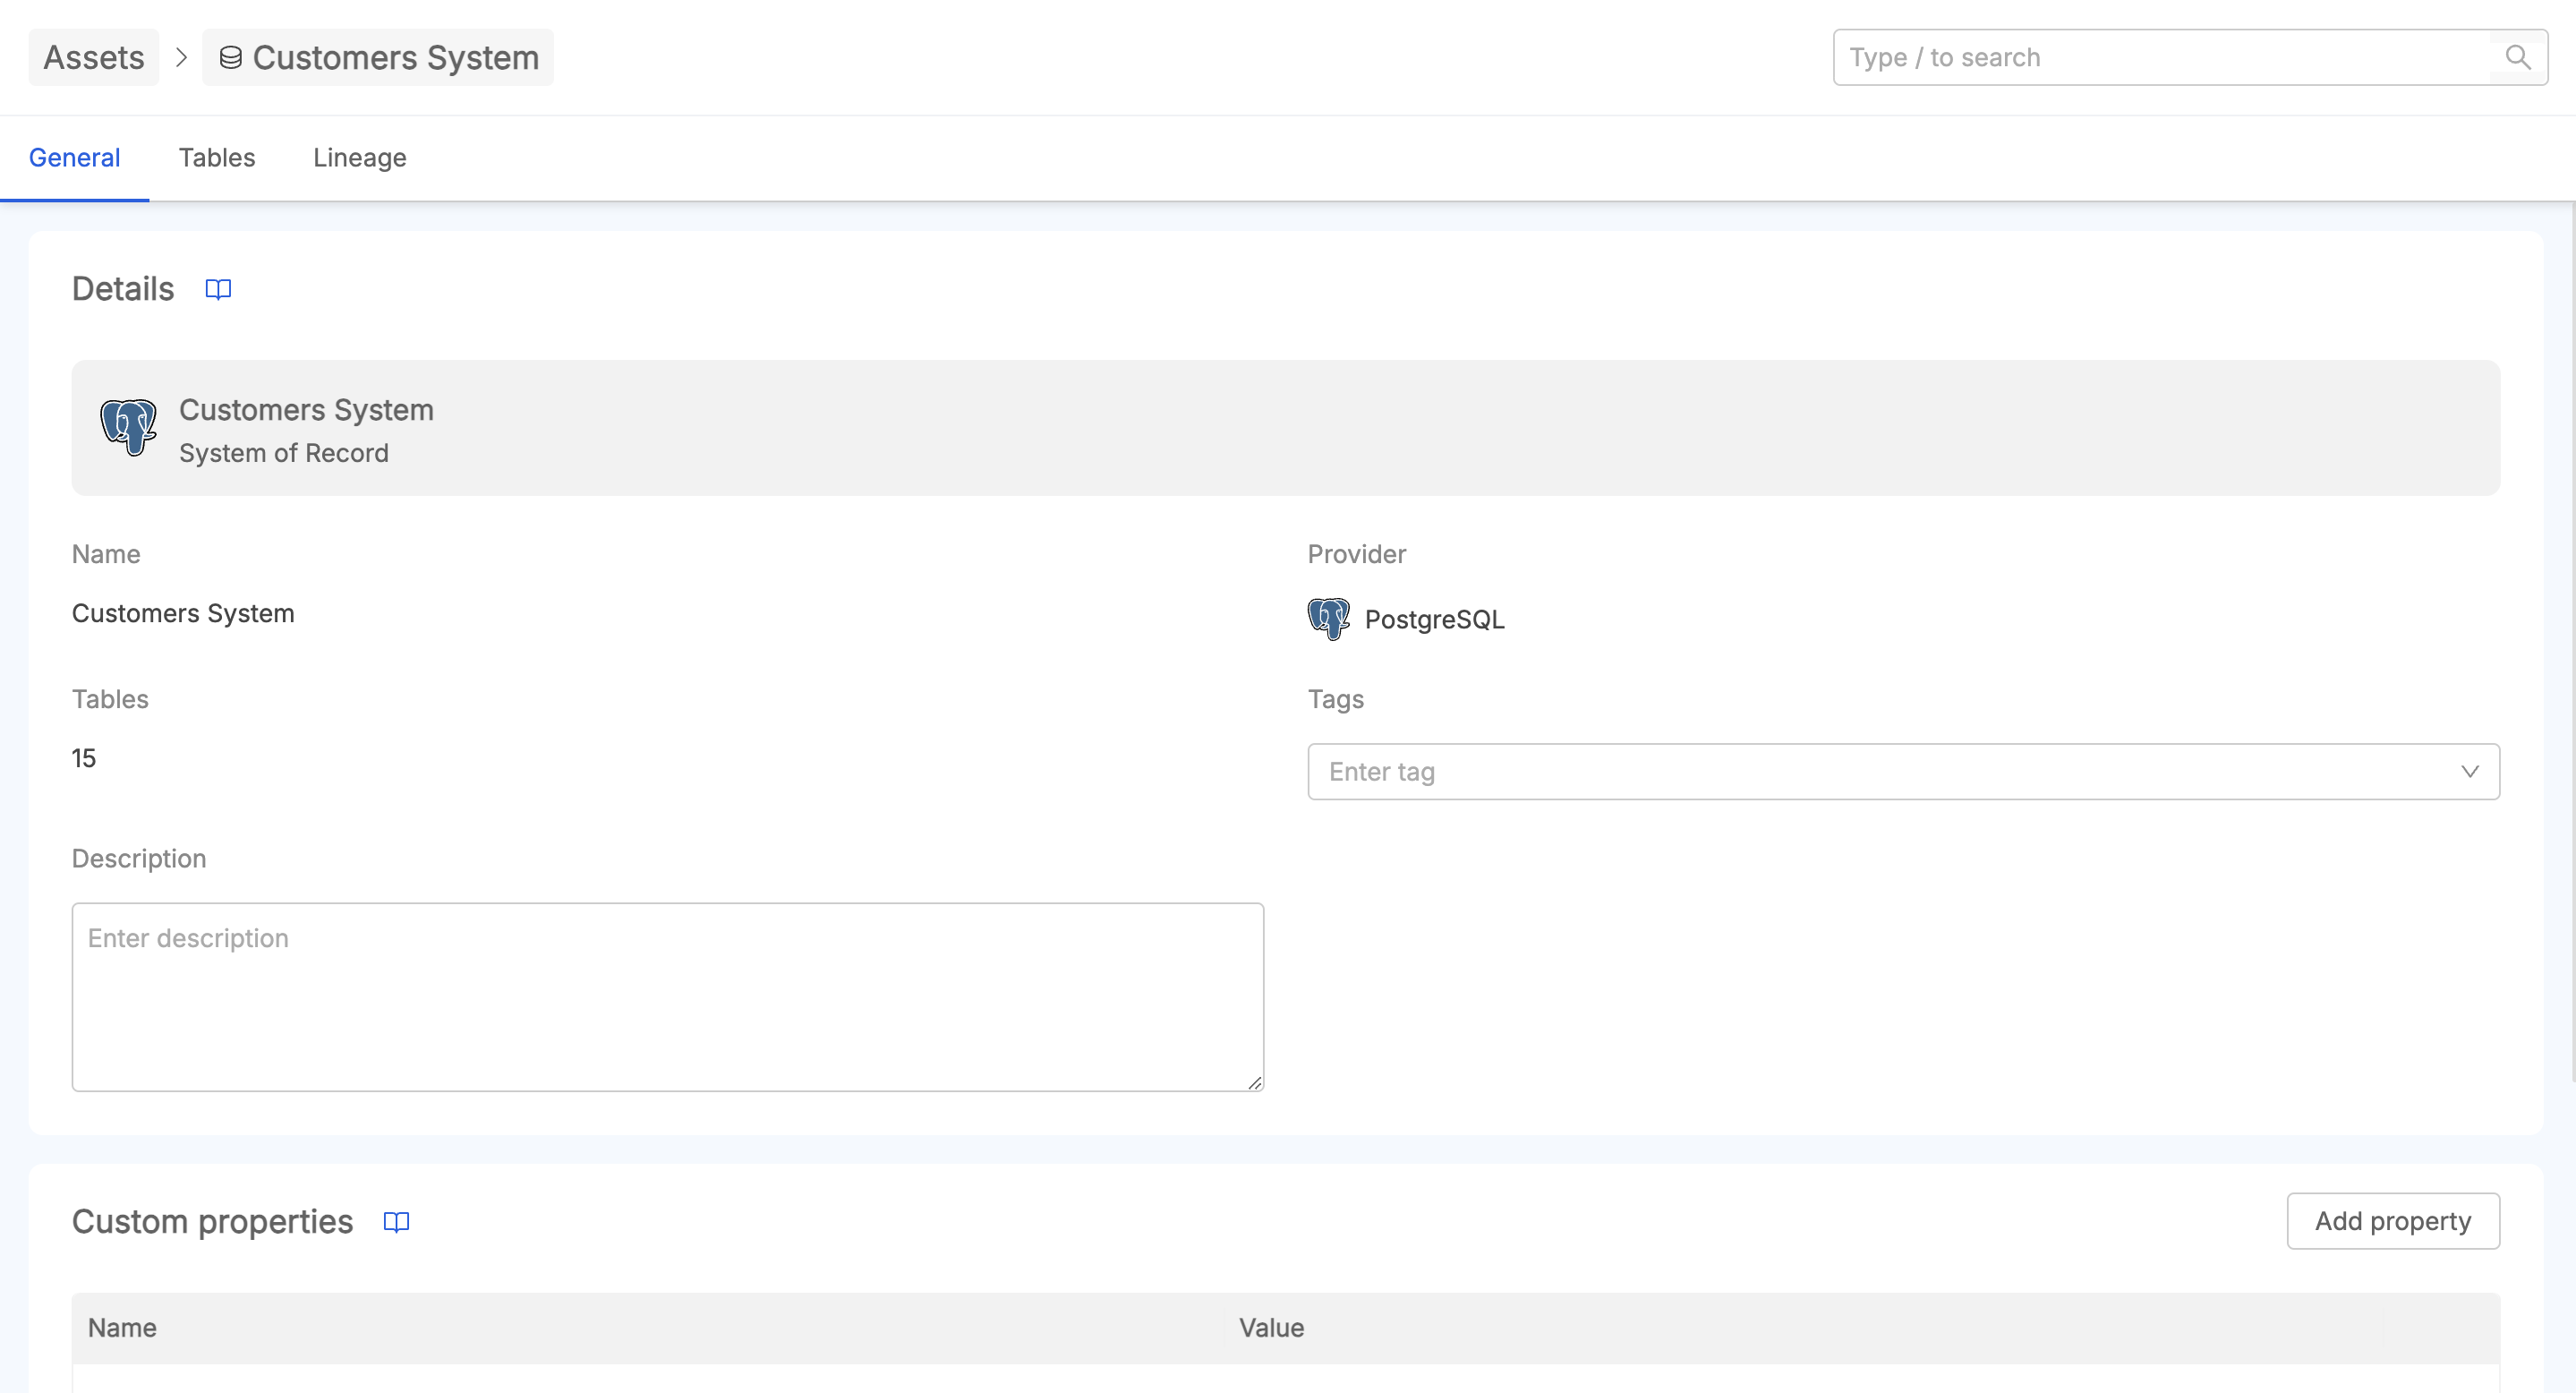 Assets > Customers System
Type / to search
General Tables Lineage
Details
Customers System
System of Record
Name
Customers System
Provider
PostgreSQL
Tables
15
Tags
Enter tag
Description
Enter description
Custom properties
Add property
Name Value